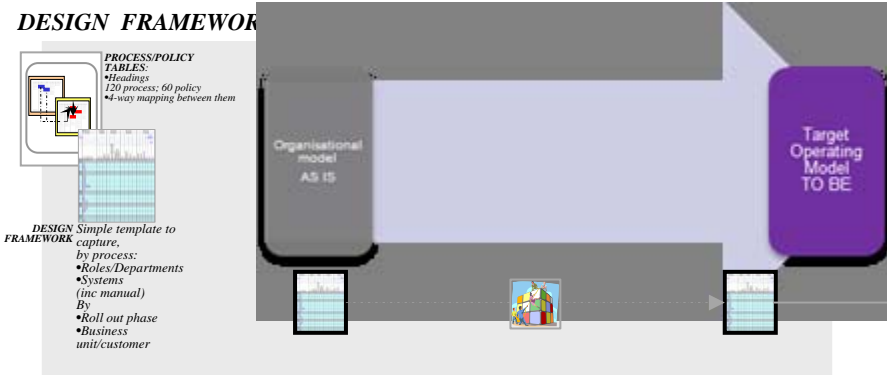 DESIGN FRAMEWOR
PROCESS/POLICY
TABLES:
•Headings
120 process; 60 policy
•4-way mapping between them
DESIGN
FRAMEWORK
Simple template to
capture,
by process:
•Roles/Departments
•Systems
(inc manual)
By
•Roll out phase
•Business
unit/customer
Organisational
model
AS IS
Target
Operating
Model
TO BE